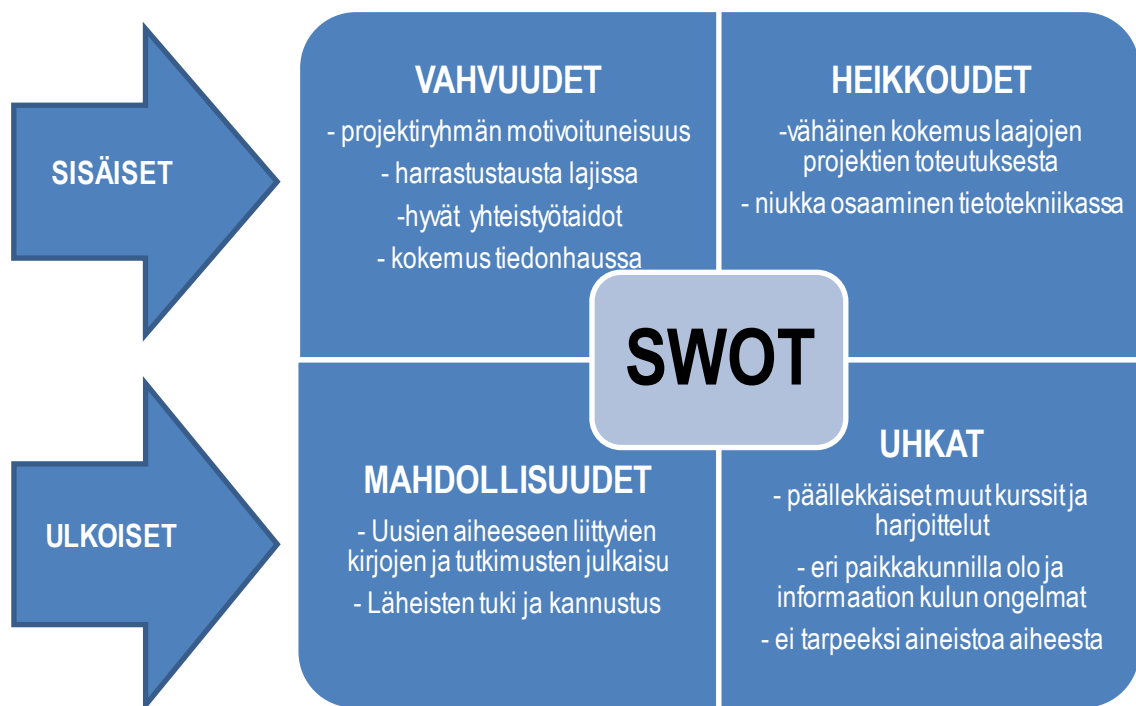 SISÄISET
VAHVUUDET
- projektiryhmän motivoituneisuus
- harrastustausta lajissa
-hyvät yhteistyötaidot
- kokemus tiedonhaussa
HEIKKOUDET
-vähäinen kokemus laajojen
projektien toteutuksesta
- niukka osaaminen tietotekniikassa
SWOT
ULKOISET
MAHDOLLISUUDET
- Uusien aiheeseen liittyvien
kirjojen ja tutkimusten julkaisu
- Läheisten tuki ja kannustus
UHKAT
- päällekkäiset muut kurssit ja
harjoittelut
- eri paikkakunnilla olo ja
informaation kulun ongelmat
- ei tarpeeksi aineistoa aiheesta